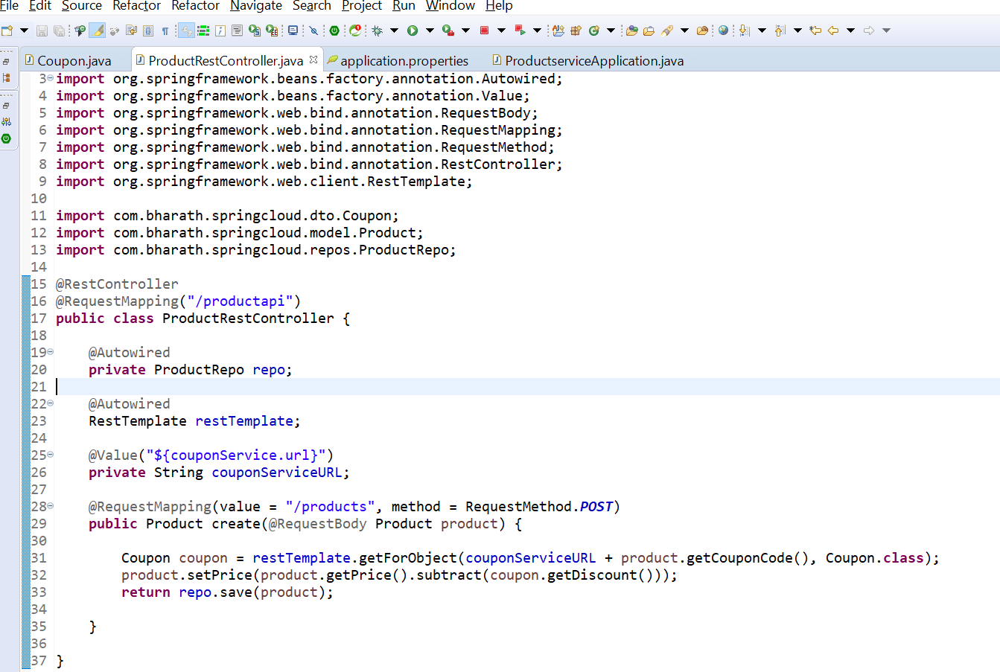 File Edit Source Refactor Refactor Navigate Search Project Run Window Help
Coupon.java ProductRestController.java application.properties ProductserviceApplication.java
3 import org.springframework.beans.factory.annotation.Autowired;
4 import org.springframework.beans.factory.annotation.Value;
5 import org.springframework.web.bind.annotation.RequestBody;
6 import org.springframework.web.bind.annotation.RequestMapping;
7 import org.springframework.web.bind.annotation.RequestMethod;
8 import org.springframework.web.bind.annotation.RestController;
9 import org.springframework.web.client.RestTemplate;
10
11 import com.bharath.springcloud.dto.Coupon;
12 import com.bharath.springcloud.model.Product;
13 import com.bharath.springcloud.repos.ProductRepo;
14
15 @RestController
16 @RequestMapping("/productapi")
17 public class ProductRestController {
18
19     @Autowired
20     private ProductRepo repo;
21
22     @Autowired
23     RestTemplate restTemplate;
24
25     @Value("${couponService.url}")
26     private String couponServiceURL;
27
28     @RequestMapping(value = "/products", method = RequestMethod.POST)
29     public Product create(@RequestBody Product product) {
30
31         Coupon coupon = restTemplate.getForObject(couponServiceURL + product.getCouponCode(), Coupon.class);
32         product.setPrice(product.getPrice().subtract(coupon.getDiscount()));
33         return repo.save(product);
34
35     }
36
37 }